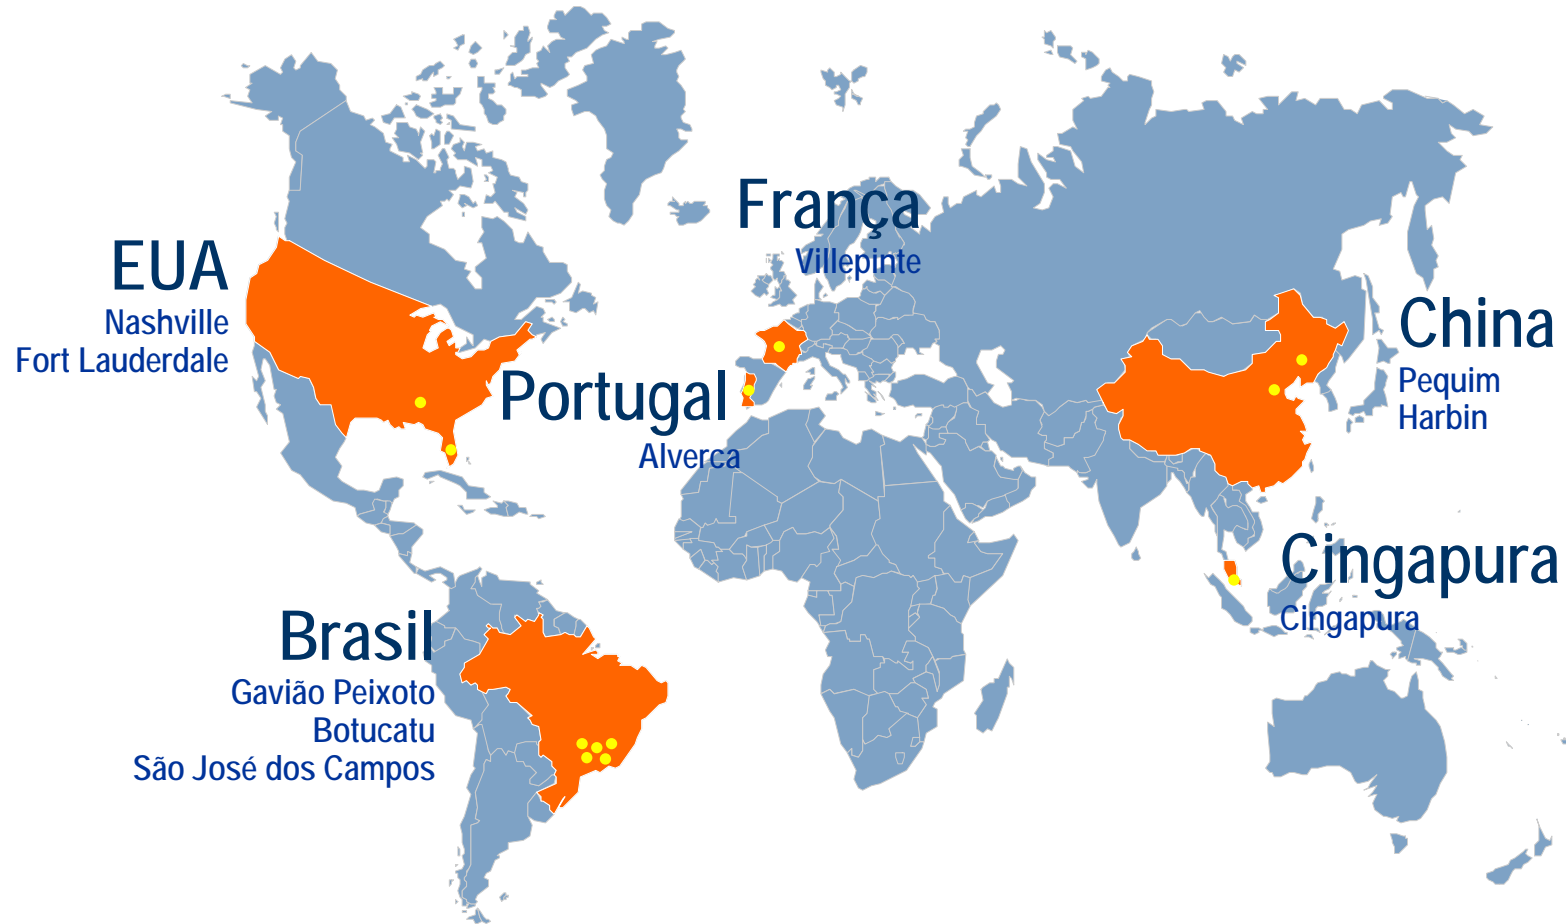 França
Villepinte
EUA
Nashville
Fort Lauderdale
China
Pequim
Harbin
Portugal
Alverca
Cingapura
Cingapura
Brasil
Gavião Peixoto
Botucatu
São José dos Campos